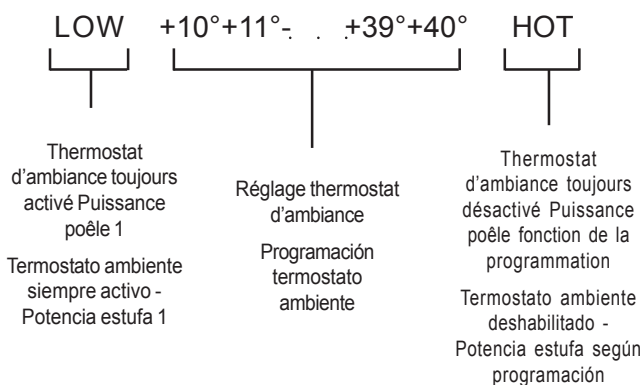 LOW +10°+11°-. . .+39°+40° HOT
Thermostat
d'ambiance toujours
activé Puissance
poêle 1
Termostato ambiente
siempre activo -
Potencia estufa 1
Réglage thermostat
d'ambiance
Programación
termostato
ambiente
Thermostat
d'ambiance toujours
désactivé Puissance
poêle fonction de la
programmation
Termostato ambiente
deshabilitado -
Potencia estufa según
programación